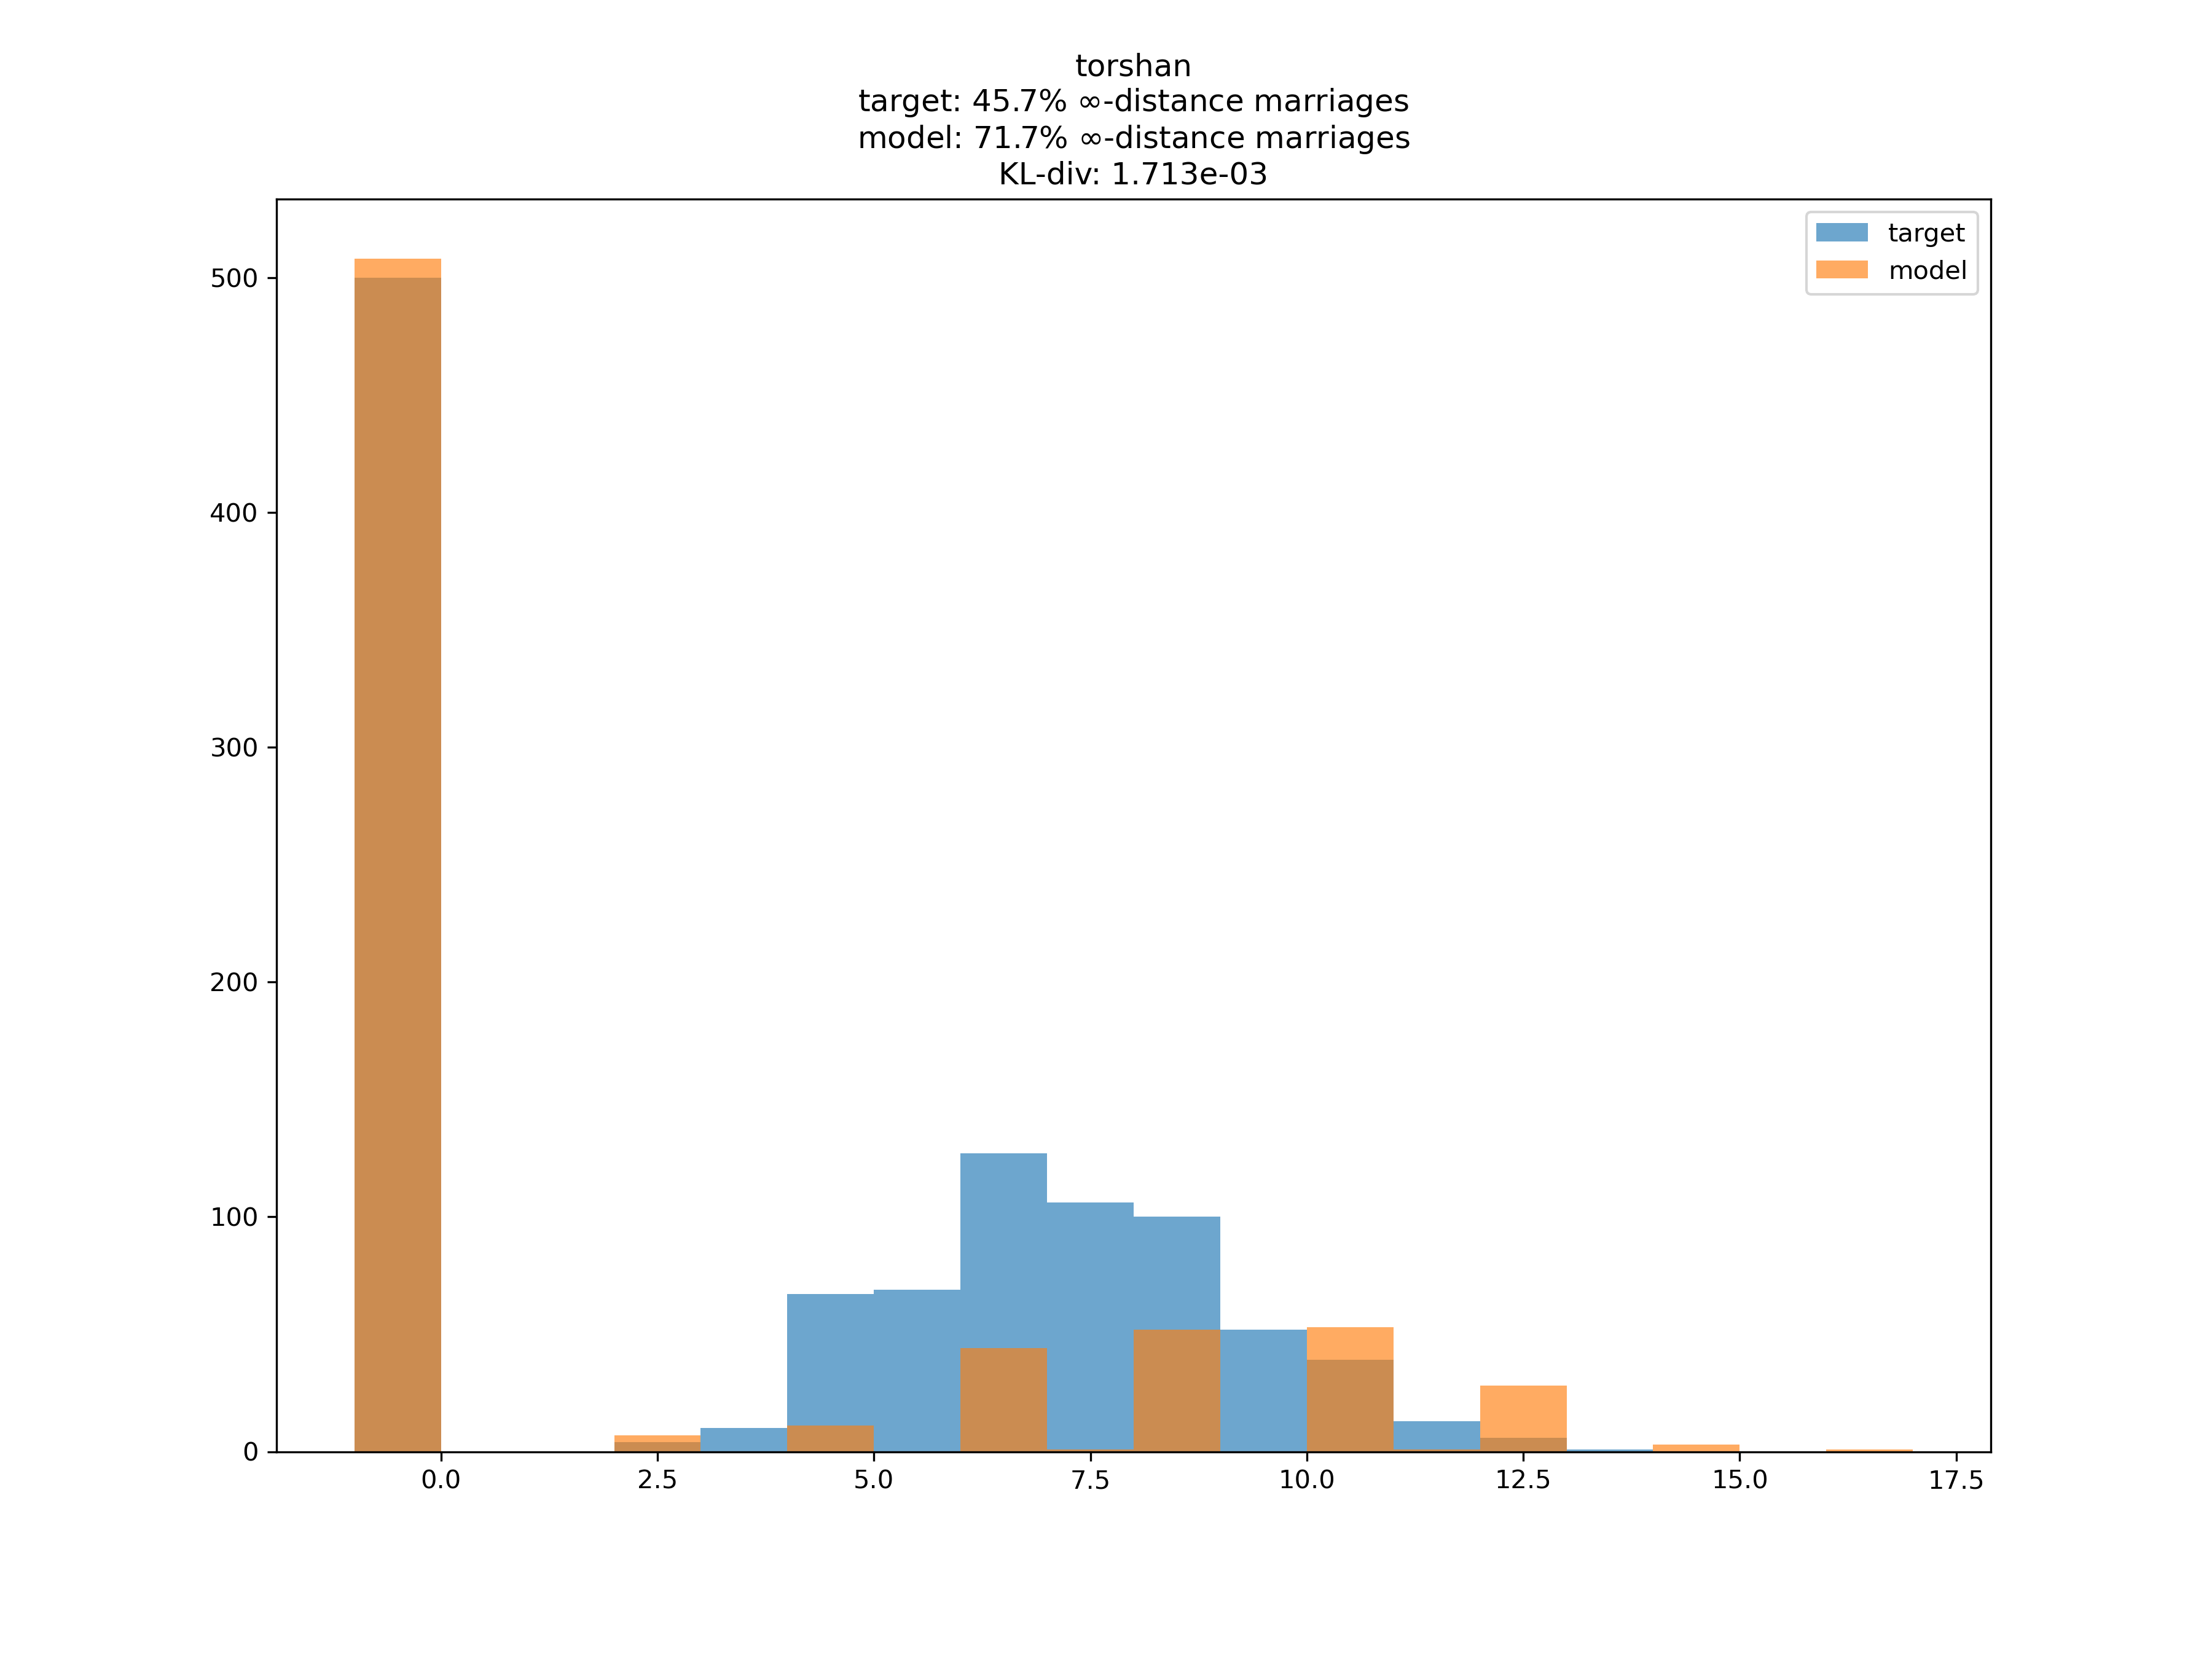 torshan
target: 45.7% ∞-distance marriages
model: 71.7% ∞-distance marriages
KL-div: 1.713e-03
target
model
500
400
300
200
100
0
0.0 2.5 5.0 7.5 10.0 12.5 15.0 17.5